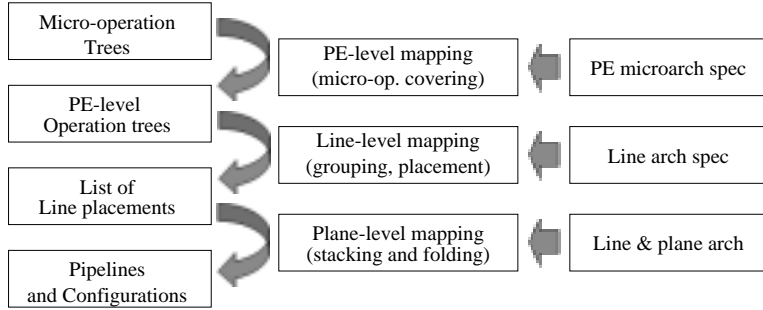 Micro-operation
Trees
PE-level
Operation trees
List of
Line placements
Pipelines
and Configurations
PE-level mapping
(micro-op. covering)
Line-level mapping
(grouping, placement)
Plane-level mapping
(stacking and folding)
PE microarch spec
Line arch spec
Line & plane arch